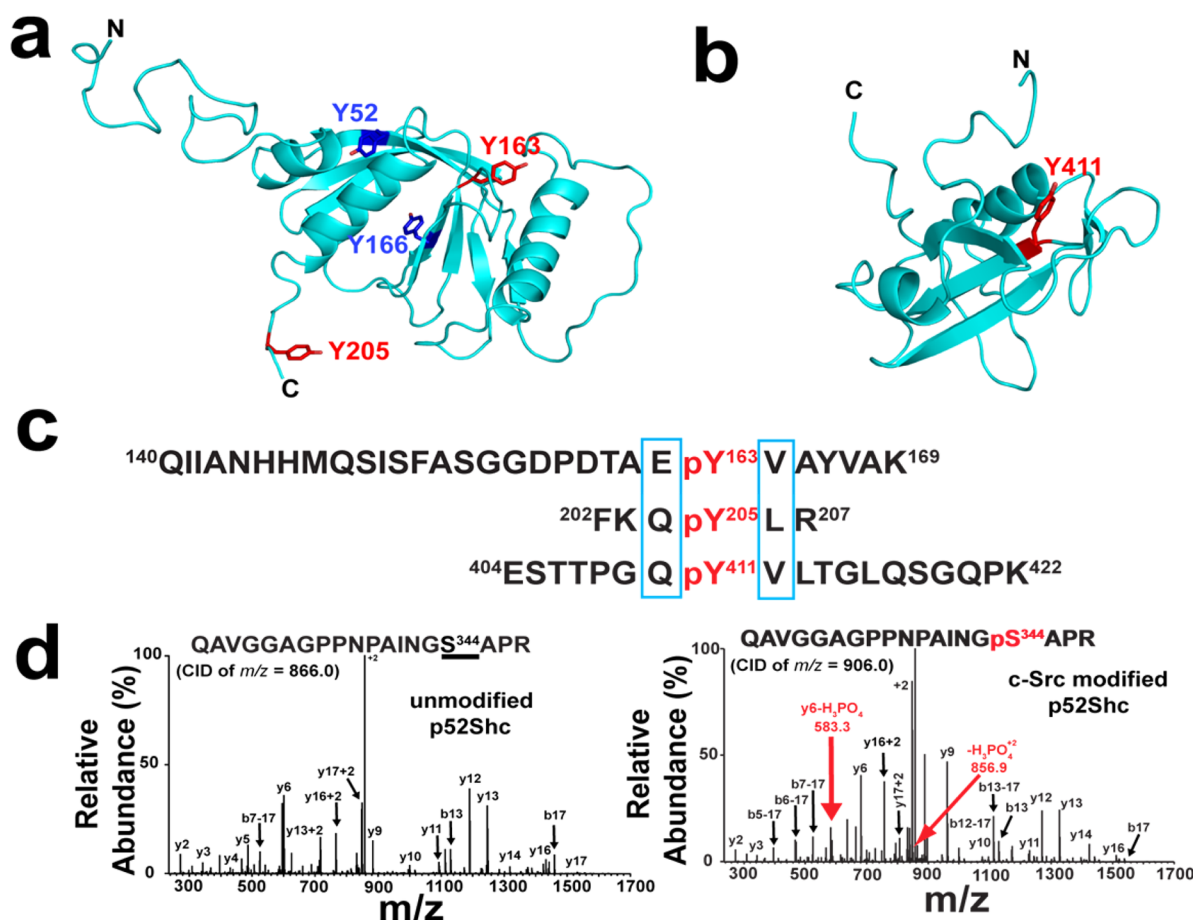 a
N
Y52
Y163
Y166
Y205
C
b
N
C
Y411
c
¹⁴⁰QIIANHHMQSISFASGGDPDTA E pY¹⁶³ V AYVAK¹⁶⁹
²⁰²FK Q pY²⁰⁵ L R²⁰⁷
⁴⁰⁴ESTTPG Q pY⁴¹¹ V LTGLQSGQPK⁴²²
d
QAVGGAGPPNPAINGS³⁴⁴APR
(CID of m/z = 866.0)
+2
unmodified
p52Shc
Relative
Abundance (%)
100
50
0
y2
y3
y4
y5
b7-17
y6
y13+2
y16+2
y17+2
y9
y10
y11
b13
y12
y13
y14
y16
b17
y17
300 500 700 900 1100 1300 1500 1700
m/z
QAVGGAGPPNPAINGpS³⁴⁴APR
(CID of m/z = 906.0)
+2
c-Src modified
p52Shc
Relative
Abundance (%)
100
50
0
y6-H₃PO₄
583.3
-H₃PO₄⁺²
856.9
y2
y3
b5-17
b6-17
b7-17
y6
y16+2
y17+2
y9
b12-17
y10
b13-17
b13
y11
y12
y13
y14
y16
b17
300 500 700 900 1100 1300 1500 1700
m/z